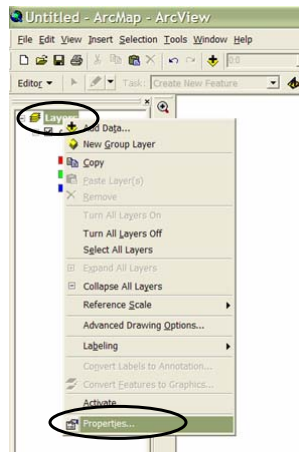 Untitled - ArcMap - ArcView
File Edit View Insert Selection Tools Window Help
Editor Task: Create New Feature
Layers
Add Data...
New Group Layer
Copy
Paste Layer(s)
Remove
Turn All Layers On
Turn All Layers Off
Select All Layers
Expand All Layers
Collapse All Layers
Reference Scale
Advanced Drawing Options...
Labeling
Convert Labels to Annotation...
Convert Features to Graphics...
Activate
Properties...